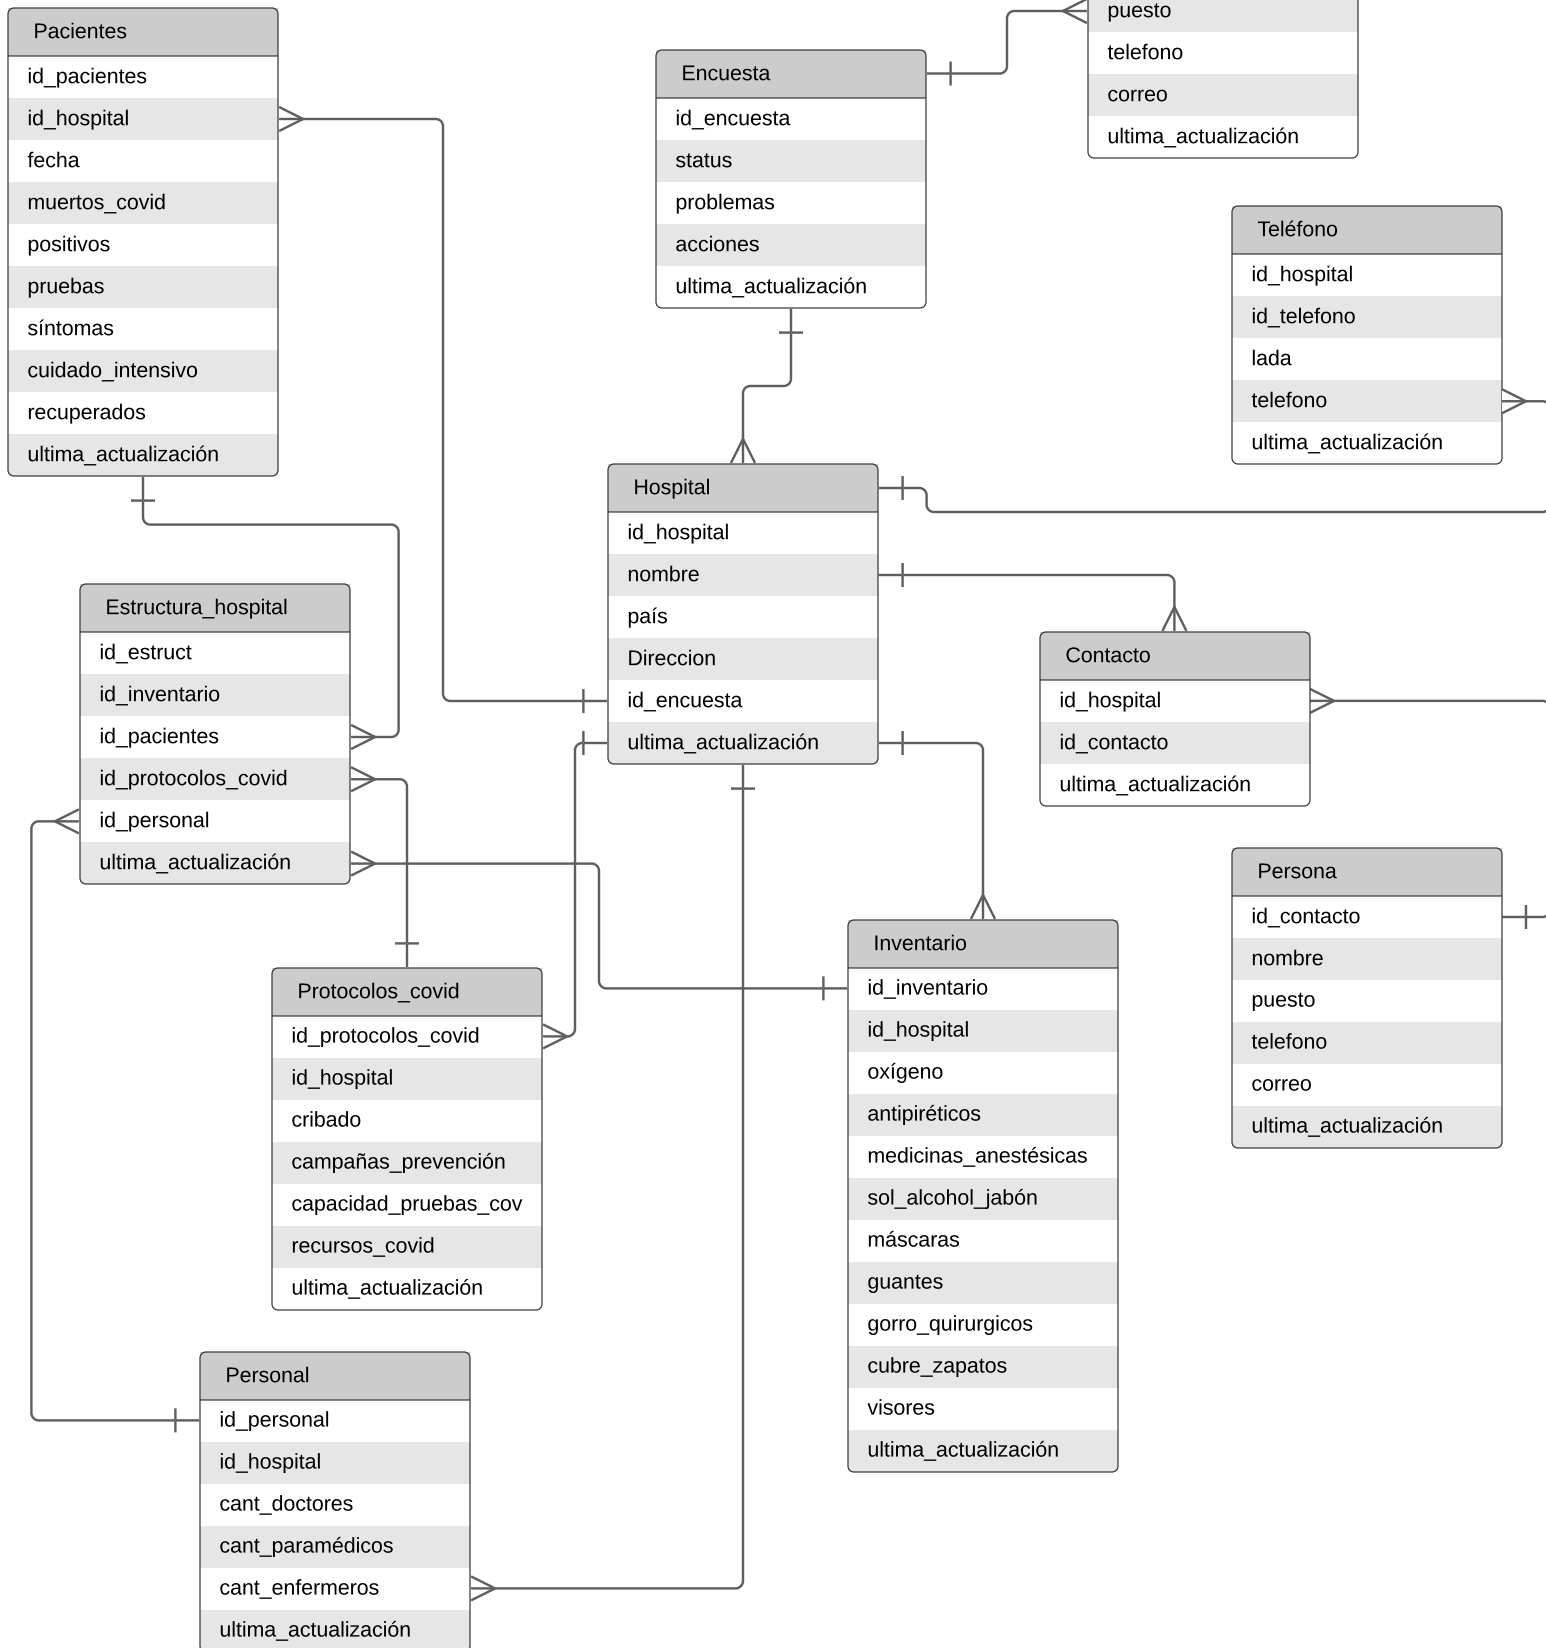 Pacientes
id_pacientes
id_hospital
fecha
muertos_covid
positivos
pruebas
síntomas
cuidado_intensivo
recuperados
ultima_actualización
Encuesta
id_encuesta
status
problemas
acciones
ultima_actualización
puesto
telefono
correo
ultima_actualización
Teléfono
id_hospital
id_telefono
lada
telefono
ultima_actualización
Hospital
id_hospital
nombre
país
Direccion
id_encuesta
ultima_actualización
Estructura_hospital
id_estruct
id_inventario
id_pacientes
id_protocolos_covid
id_personal
ultima_actualización
Contacto
id_hospital
id_contacto
ultima_actualización
Persona
id_contacto
nombre
puesto
telefono
correo
ultima_actualización
Protocolos_covid
id_protocolos_covid
id_hospital
cribado
campañas_prevención
capacidad_pruebas_cov
recursos_covid
ultima_actualización
Inventario
id_inventario
id_hospital
oxígeno
antipiréticos
medicinas_anestésicas
sol_alcohol_jabón
máscaras
guantes
gorro_quirurgicos
cubre_zapatos
visores
ultima_actualización
Personal
id_personal
id_hospital
cant_doctores
cant_paramédicos
cant_enfermeros
ultima_actualización